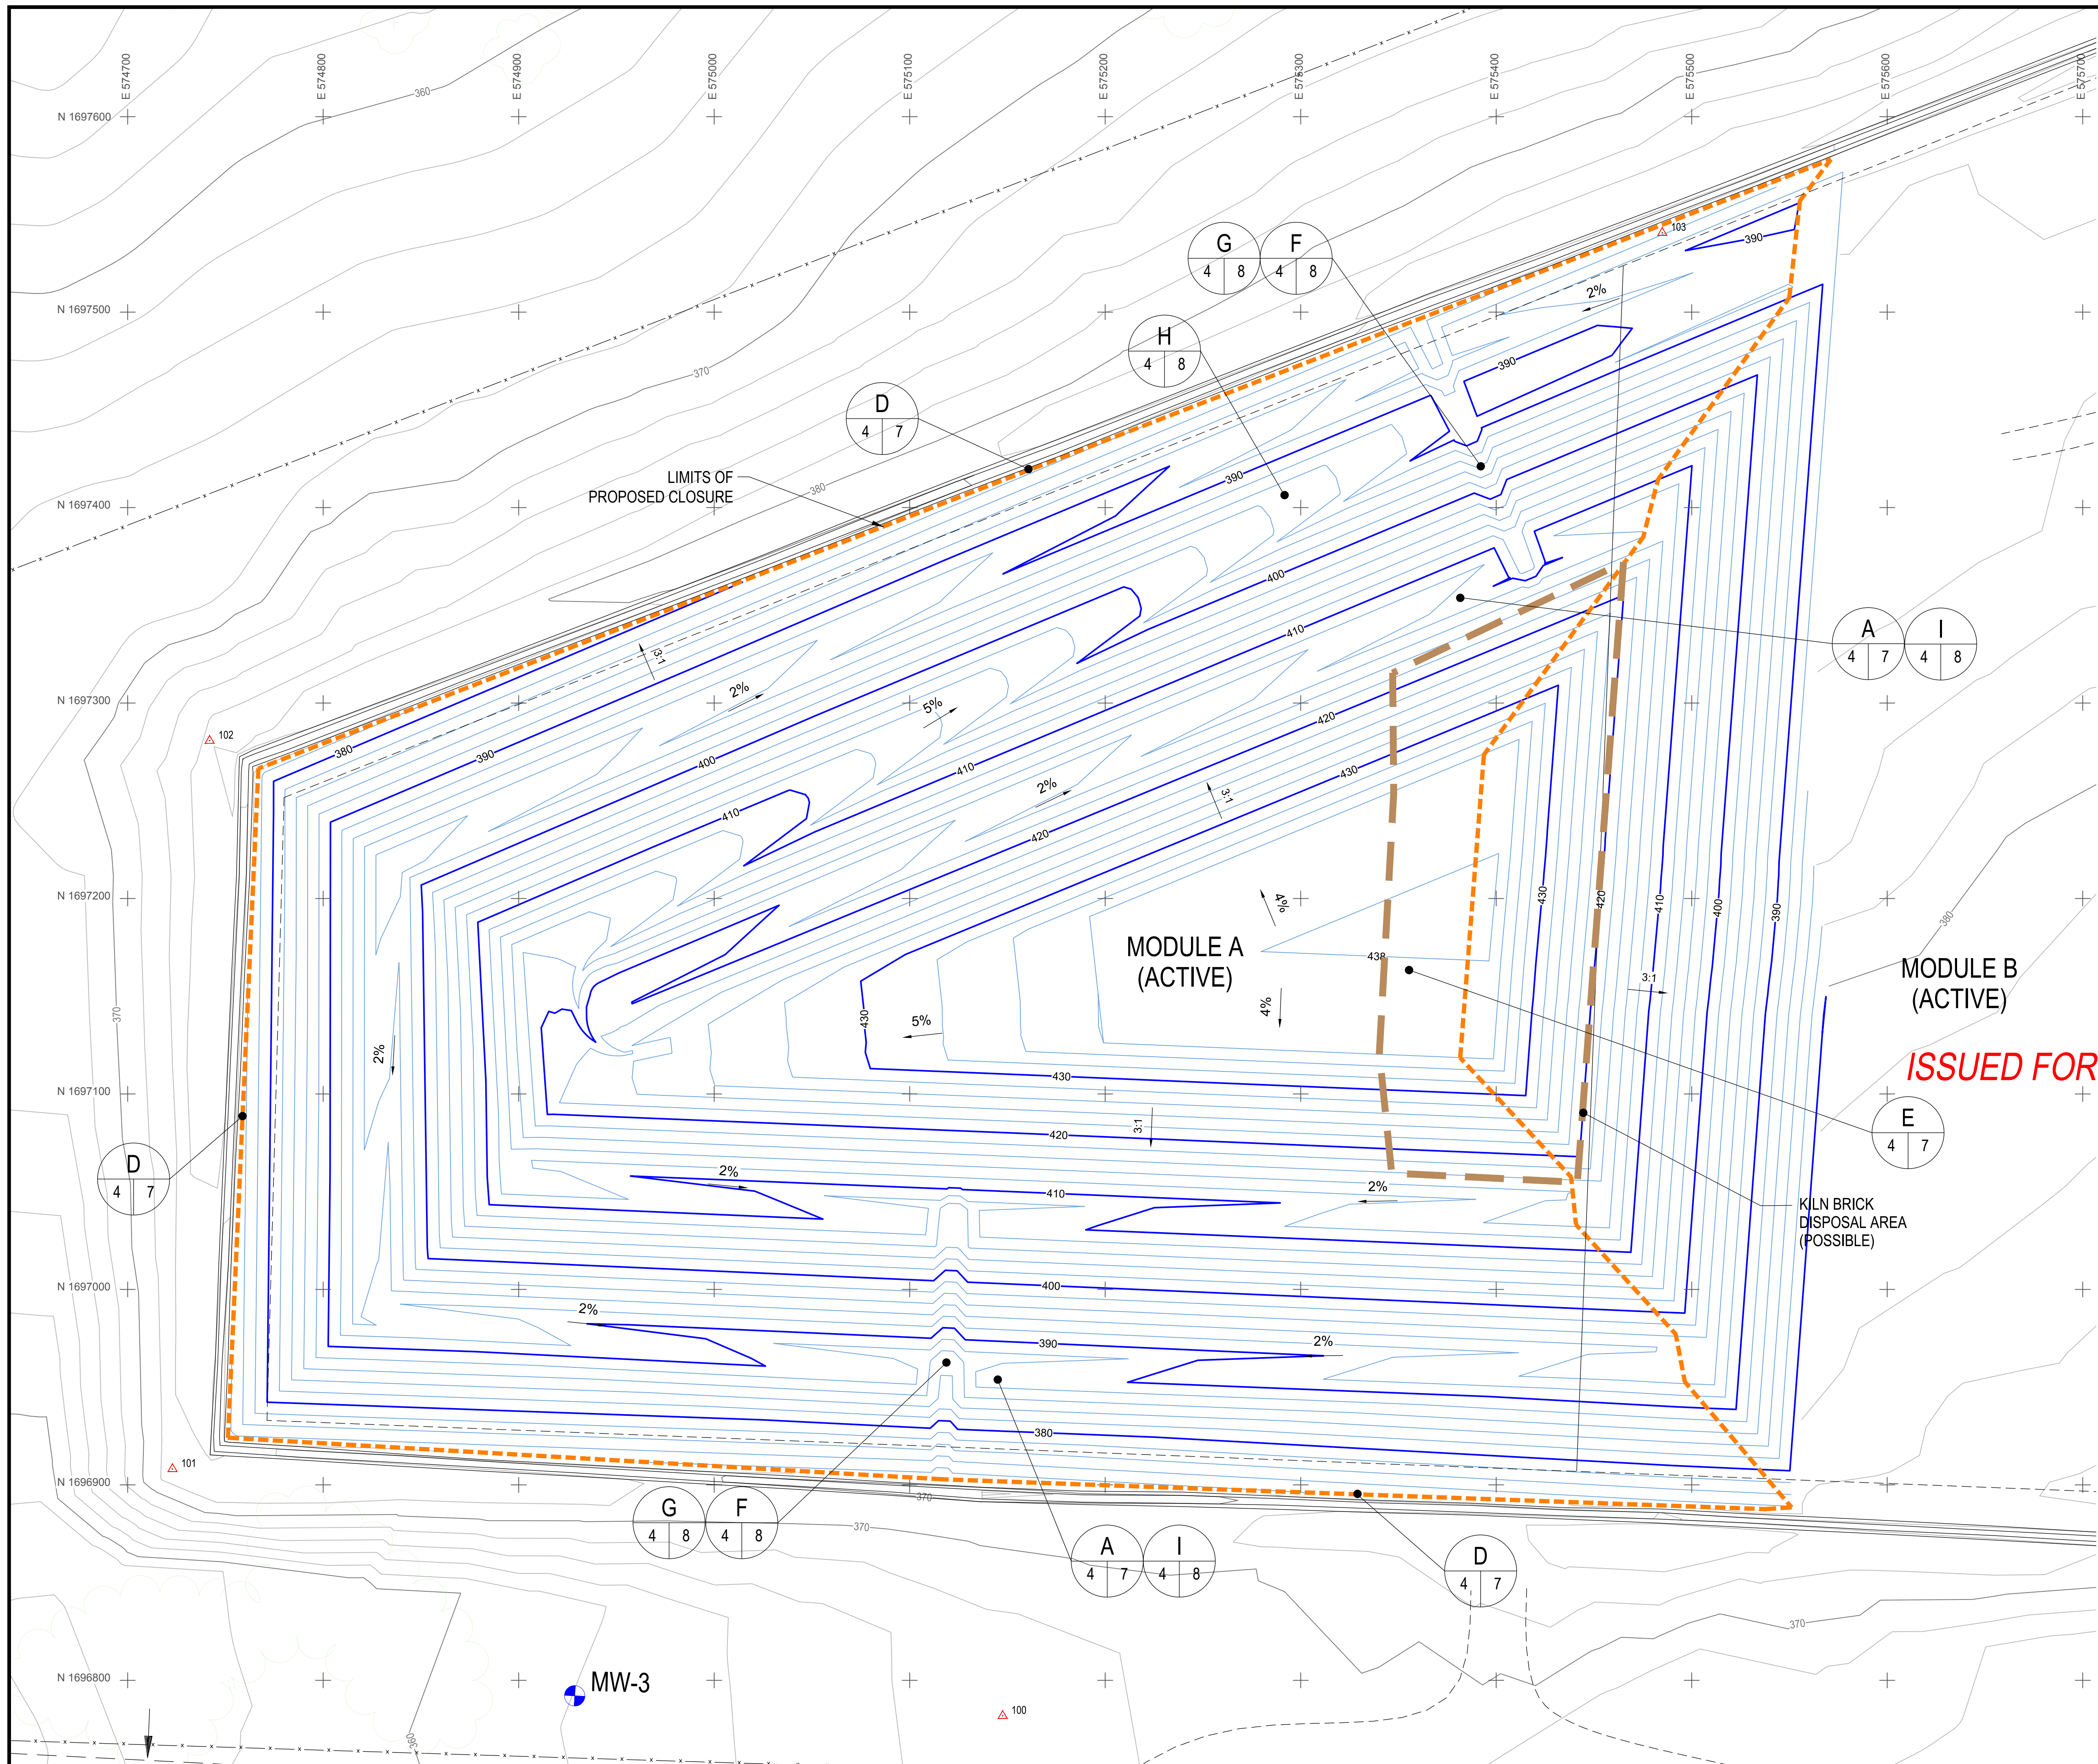 E 574700
E 574800
E 574900
E 575000
E 575100
E 575200
E 575300
E 575400
E 575500
E 575600
E 575700
N 1697600
360
103
G
4 8
F
4 8
390
2%
N 1697500
H
4 8
370
390
D
4 7
LIMITS OF
PROPOSED CLOSURE
380
390
N 1697400
400
410
A
4 7
I
4 8
3:1
N 1697300
2%
5%
102
380
390
400
410
420
430
2%
3:1
410
420
N 1697200
430
420
410
400
390
4%
380
MODULE A
(ACTIVE)
438
MODULE B
(ACTIVE)
3:1
370
430
5%
4%
2%
ISSUED FOR
430
N 1697100
E
4 7
420
3:1
D
4 7
2%
410
2%
KILN BRICK
DISPOSAL AREA
(POSSIBLE)
N 1697000
400
2%
390
2%
380
101
N 1696900
370
G
4 8
F
4 8
370
A
4 7
I
4 8
D
4 7
370
N 1696800
MW-3
100
360